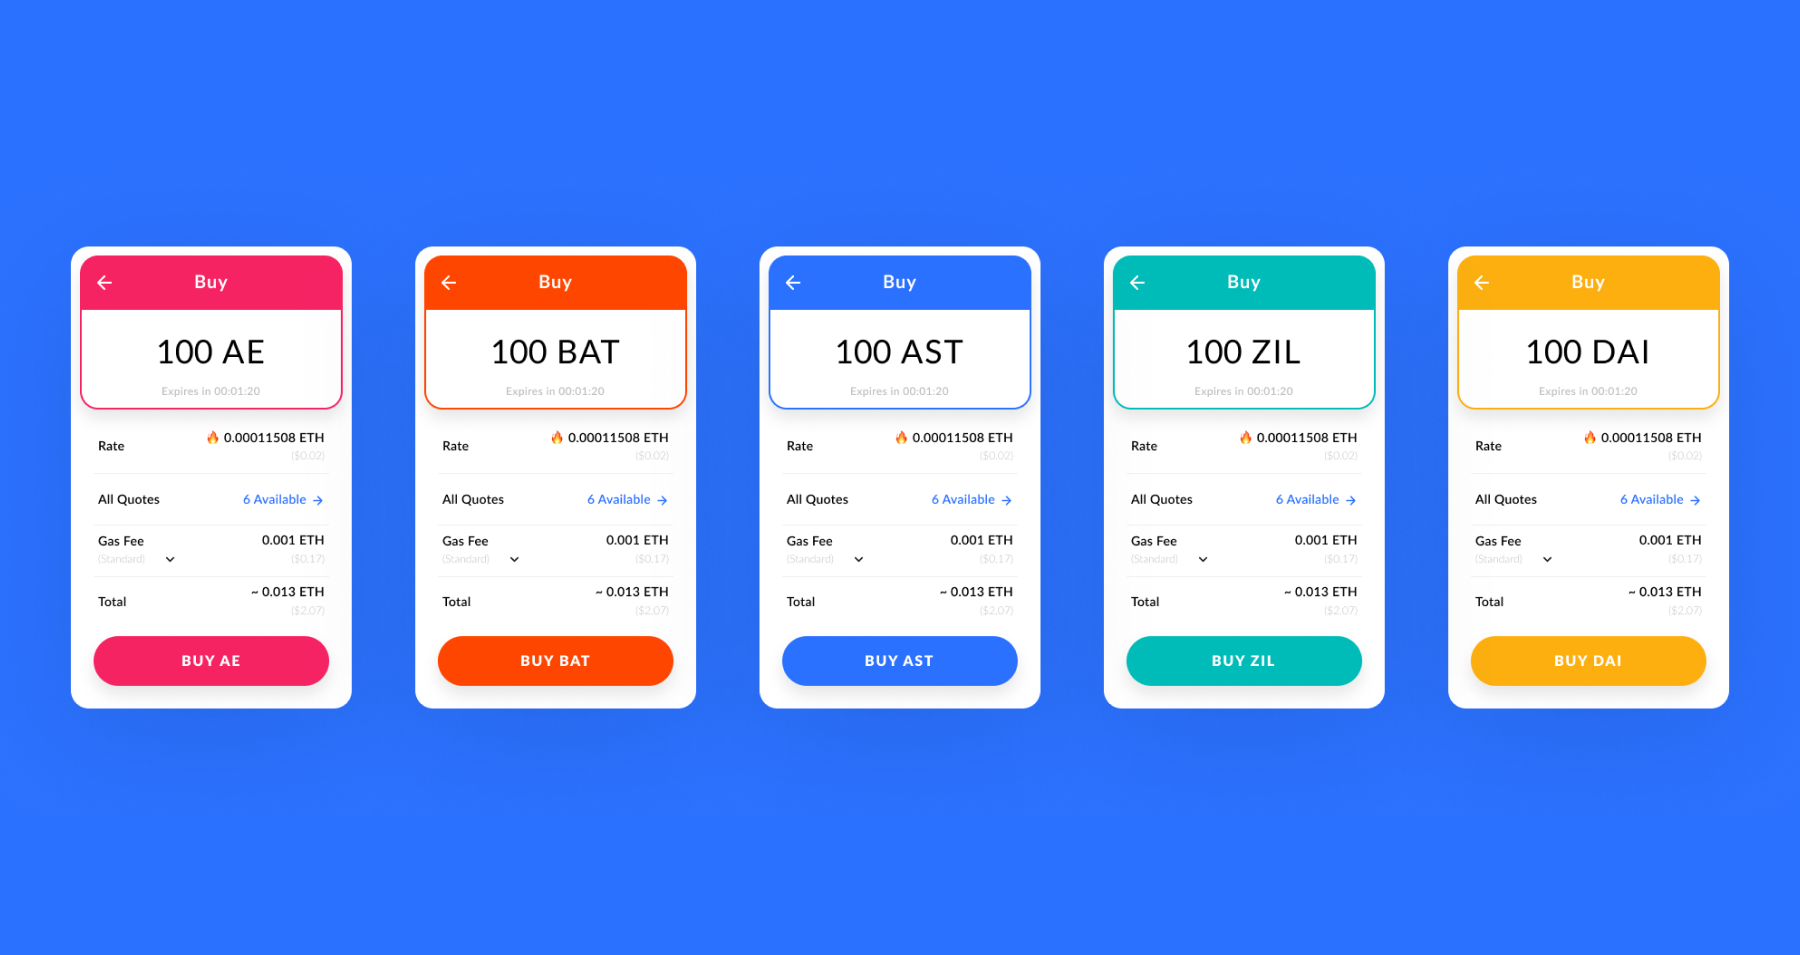 Buy
100 AE
Expires in 00:01:20
Rate
0.00011508 ETH
($0.02)
All Quotes
6 Available
Gas Fee
0.001 ETH
(Standard)
($0.17)
Total
~ 0.013 ETH
($2.07)
BUY AE
Buy
100 BAT
Expires in 00:01:20
Rate
0.00011508 ETH
($0.02)
All Quotes
6 Available
Gas Fee
0.001 ETH
(Standard)
($0.17)
Total
~ 0.013 ETH
($2.07)
BUY BAT
Buy
100 AST
Expires in 00:01:20
Rate
0.00011508 ETH
($0.02)
All Quotes
6 Available
Gas Fee
0.001 ETH
(Standard)
($0.17)
Total
~ 0.013 ETH
($2.07)
BUY AST
Buy
100 ZIL
Expires in 00:01:20
Rate
0.00011508 ETH
($0.02)
All Quotes
6 Available
Gas Fee
0.001 ETH
(Standard)
($0.17)
Total
~ 0.013 ETH
($2.07)
BUY ZIL
Buy
100 DAI
Expires in 00:01:20
Rate
0.00011508 ETH
($0.02)
All Quotes
6 Available
Gas Fee
0.001 ETH
(Standard)
($0.17)
Total
~ 0.013 ETH
($2.07)
BUY DAI